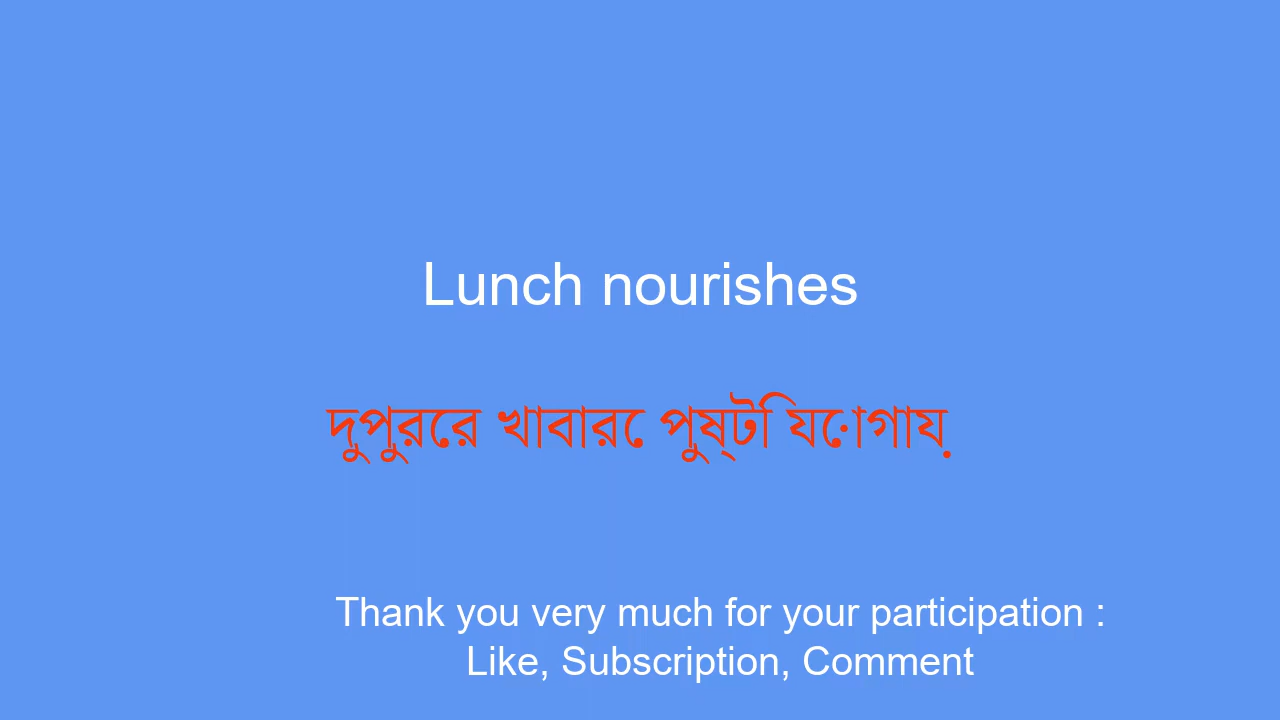 Lunch nourishes
দুপুরের খাবারে পুষ্টি যোগায়
Thank you very much for your participation :
Like, Subscription, Comment